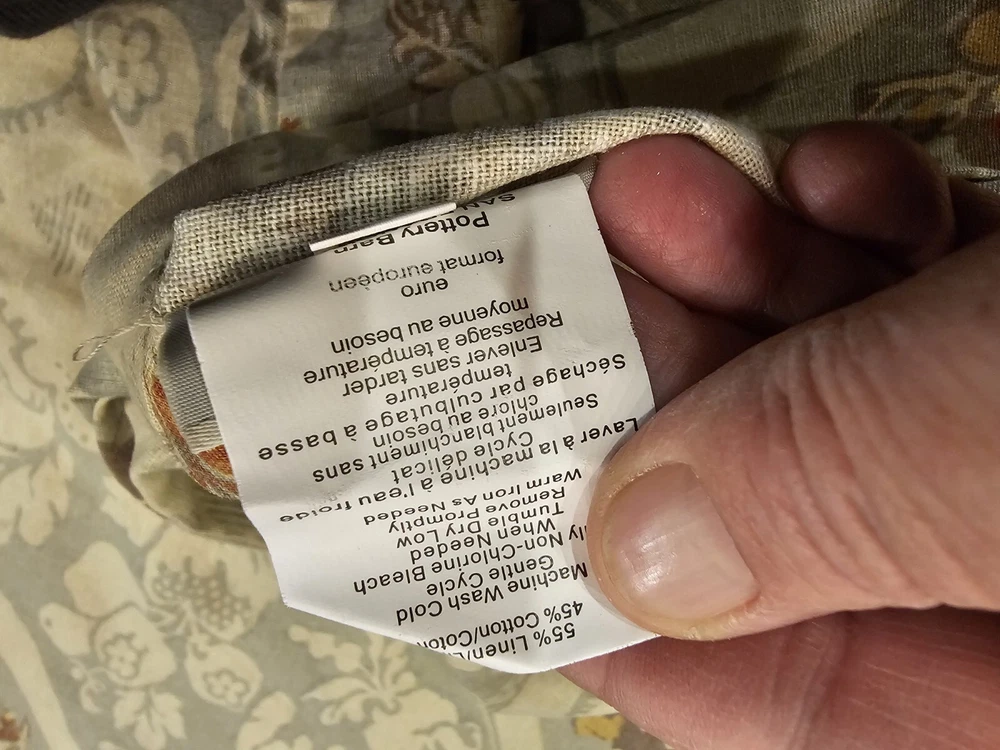 55% Linen/
45% Cotton/Coton
Machine Wash Cold
Gentle Cycle
Non-Chlorine Bleach
When Needed
Tumble Dry Low
Remove Promptly
Warm Iron As Needed
Laver à la machine à l'eau froide
Cycle délicat
Seulement blanchiment sans
chlore au besoin
Séchage par culbutage à basse
température
Enlever sans tarder
Repassage à température
moyenne au besoin
euro
format européen
Pottery Barn